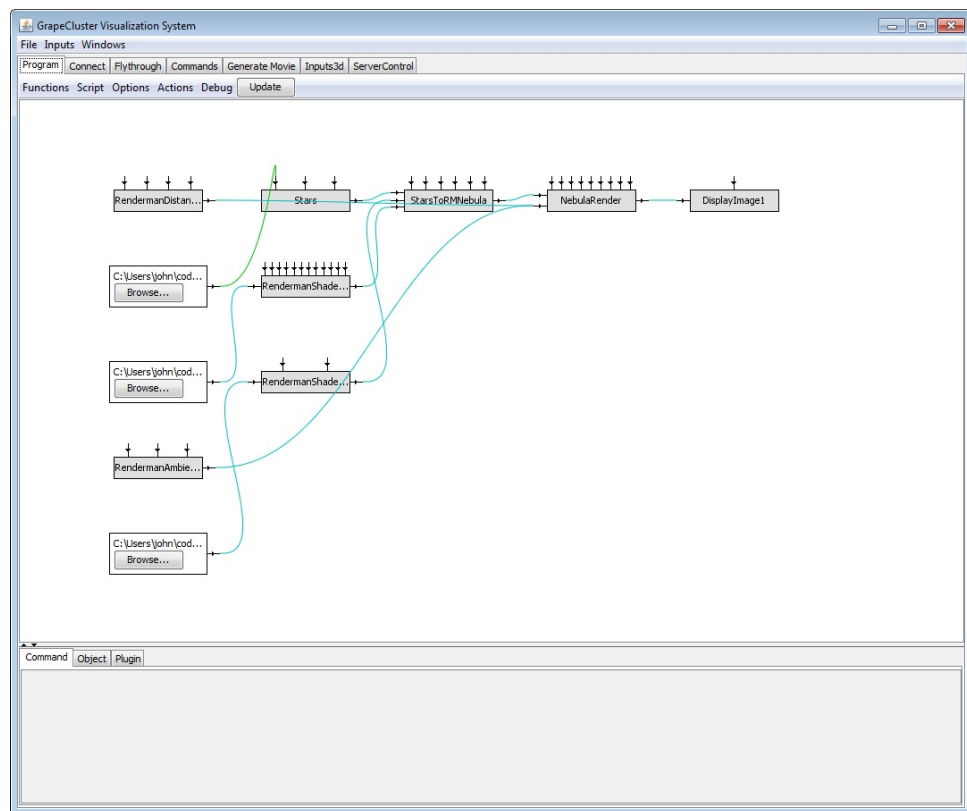 GrapeCluster Visualization System
File Inputs Windows
Program Connect Flythrough Commands Generate Movie Inputs3d ServerControl
Functions Script Options Actions Debug Update
RendermanDistan... Stars StarsToRMNebula NebulaRender DisplayImage1
C:\Users\john\cod...
Browse...
RendermanShade...
C:\Users\john\cod...
Browse...
RendermanShade...
RendermanAmbie...
C:\Users\john\cod...
Browse...
Command Object Plugin